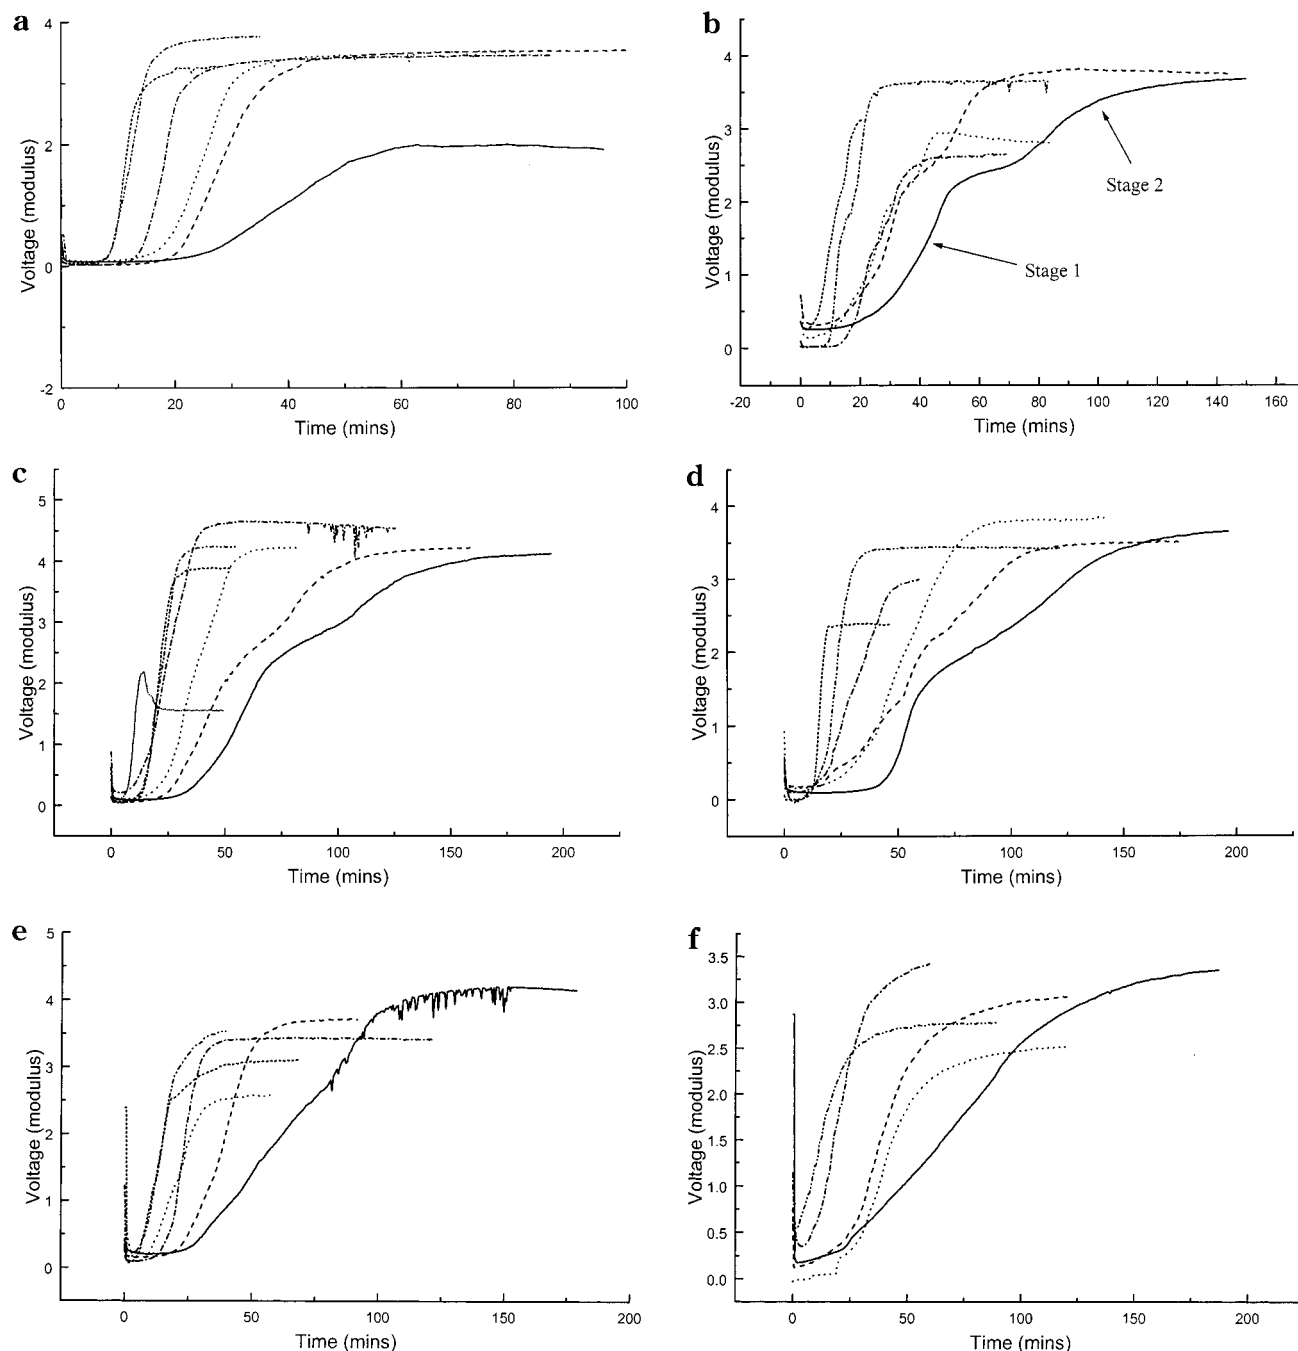 a
4
2
0
-2
Voltage (modulus)
0 20 40 60 80 100
Time (mins)
b
4
3
2
1
0
Voltage (modulus)
Stage 2
Stage 1
-20 0 20 40 60 80 100 120 140 160
Time (mins)
c
5
4
3
2
1
0
Voltage (modulus)
0 50 100 150 200
Time (mins)
d
4
3
2
1
0
Voltage (modulus)
0 50 100 150 200
Time (mins)
e
5
4
3
2
1
0
Voltage (modulus)
0 50 100 150 200
Time (mins)
f
3.5
3.0
2.5
2.0
1.5
1.0
0.5
0.0
Voltage (modulus)
0 50 100 150 200
Time (mins)